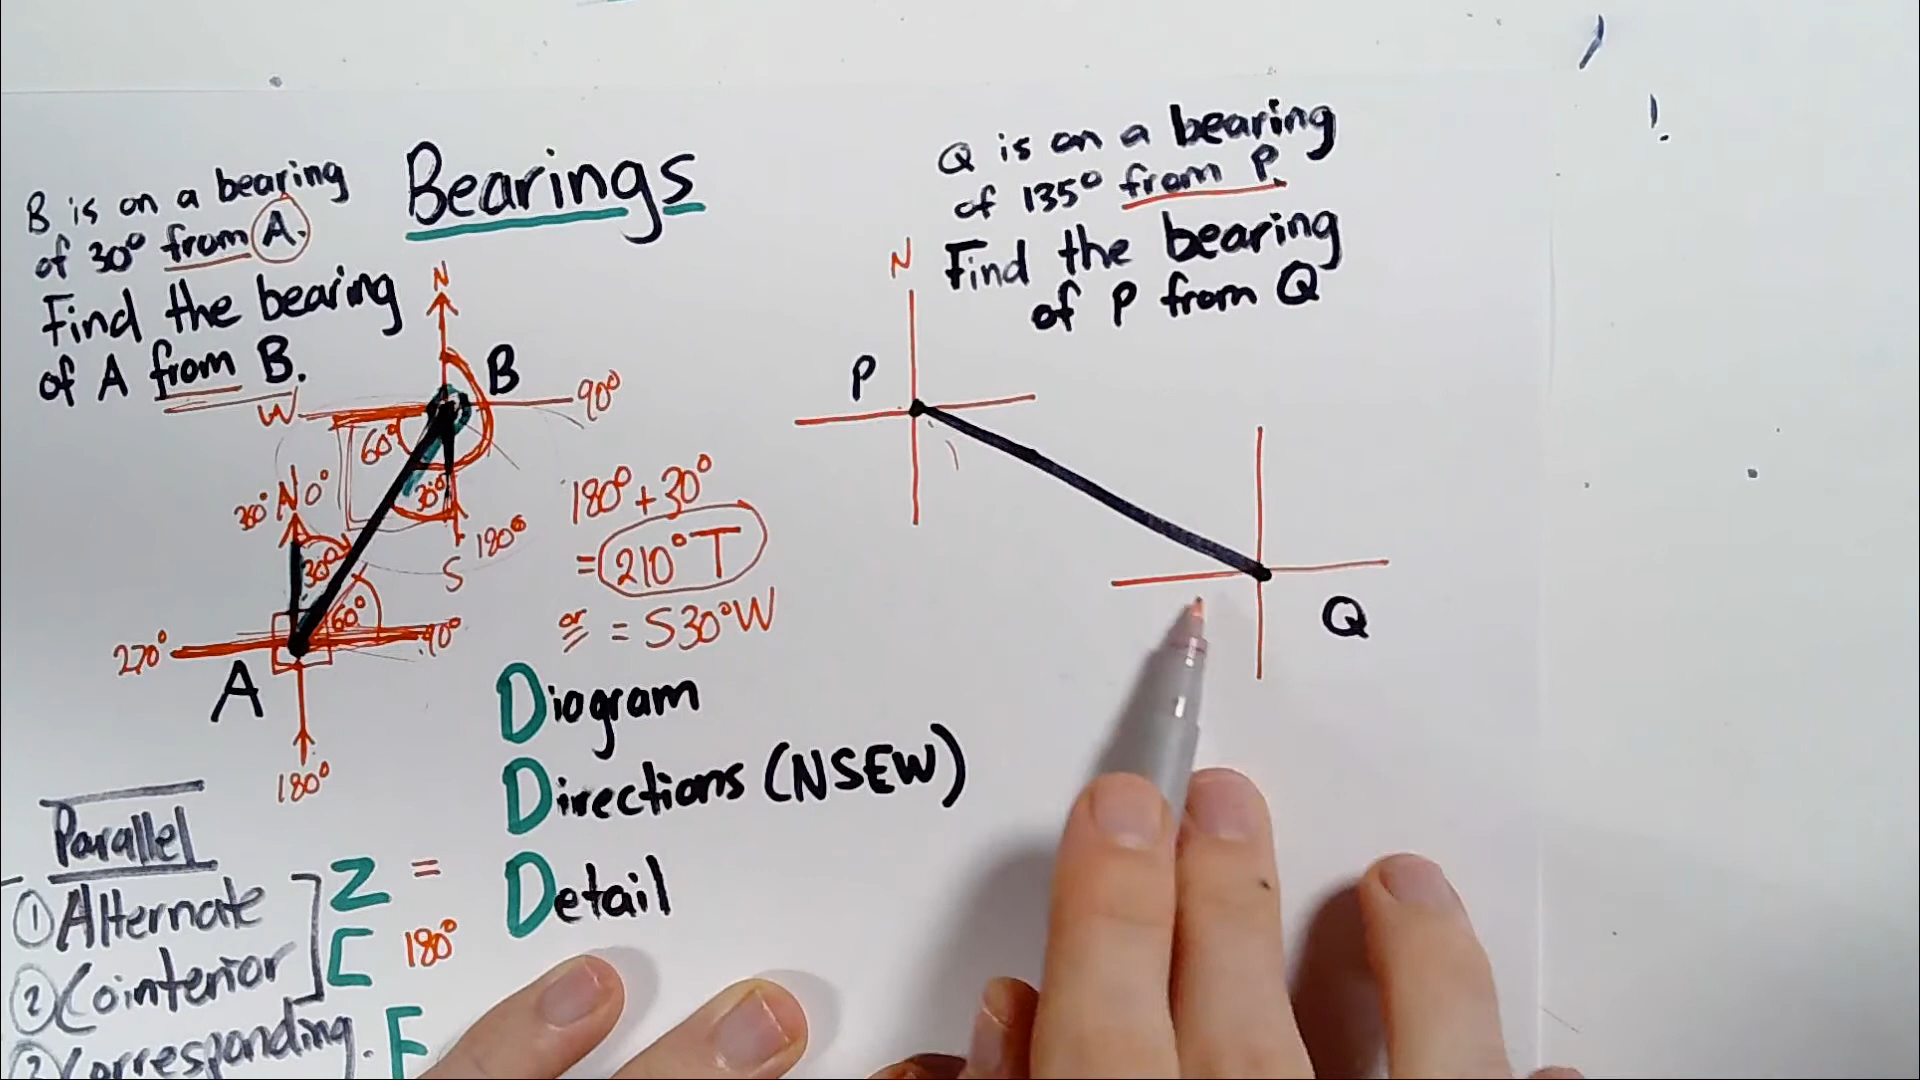 Bearings
B is on a bearing
of 30° from A.
Find the bearing
of A from B.
N
B
W
90°
60°
30°
S
180°
360° N 0°
30°
60°
270°
90°
A
180°
180° + 30°
= 210° T
or = S30°W
Diagram
Directions (NSEW)
Detail
Parallel
① Alternate
Z =
② Cointerior
C 180°
③ Corresponding.
F
Q is on a bearing
of 135° from P.
Find the bearing
of P from Q
N
P
Q